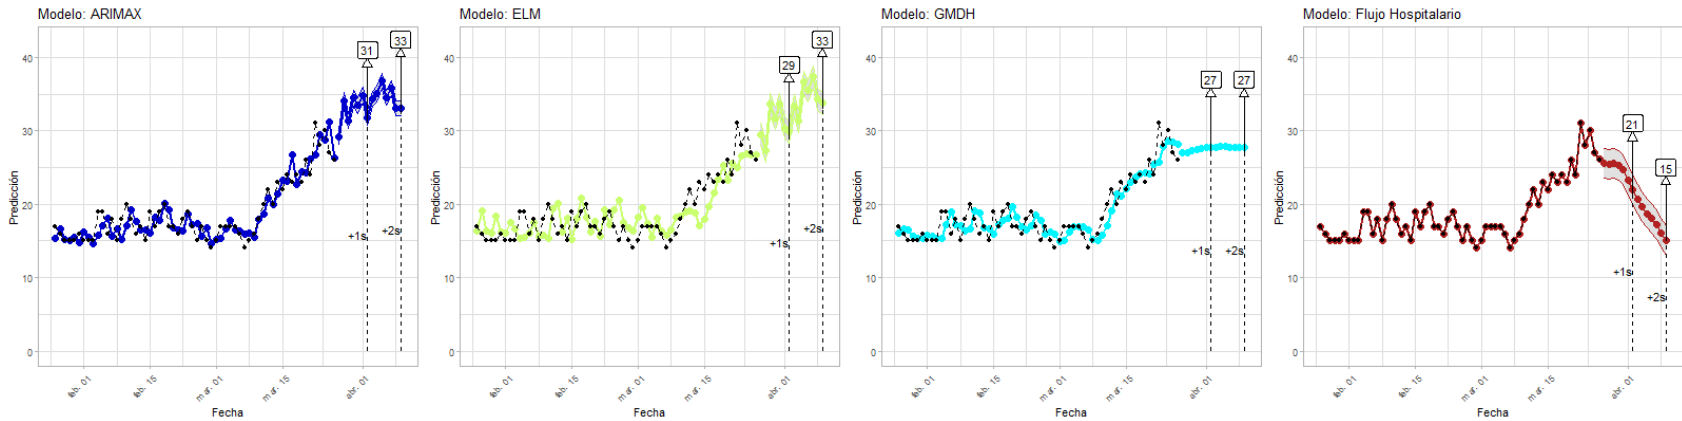 Modelo: ARIMAX
Predicción
40
30
20
10
0
31
33
+1s
+2s
feb. 01
feb. 15
mar. 01
mar. 15
abr. 01
Fecha
Modelo: ELM
Predicción
40
30
20
10
0
29
33
+1s
+2s
feb. 01
feb. 15
mar. 01
mar. 15
abr. 01
Fecha
Modelo: GMDH
Predicción
40
30
20
10
0
27
27
+1s
+2s
feb. 01
feb. 15
mar. 01
mar. 15
abr. 01
Fecha
Modelo: Flujo Hospitalario
Predicción
40
30
20
10
0
21
15
+1s
+2s
feb. 01
feb. 15
mar. 01
mar. 15
abr. 01
Fecha